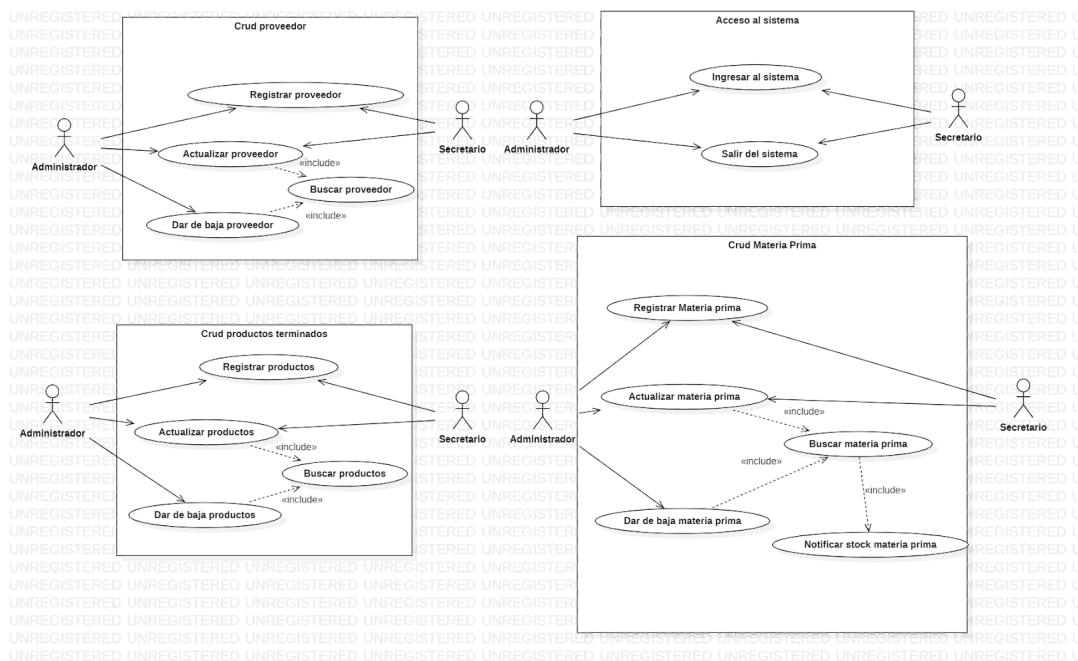 Crud proveedor
Registrar proveedor
Actualizar proveedor
«include»
Buscar proveedor
«include»
Dar de baja proveedor
Administrador
Secretario
Acceso al sistema
Ingresar al sistema
Salir del sistema
Administrador
Secretario
Crud productos terminados
Registrar productos
Actualizar productos
«include»
Buscar productos
«include»
Dar de baja productos
Administrador
Secretario
Crud Materia Prima
Registrar Materia prima
Actualizar materia prima
«include»
Buscar materia prima
«include»
«include»
Dar de baja materia prima
Notificar stock materia prima
Administrador
Secretario
UNREGISTERED